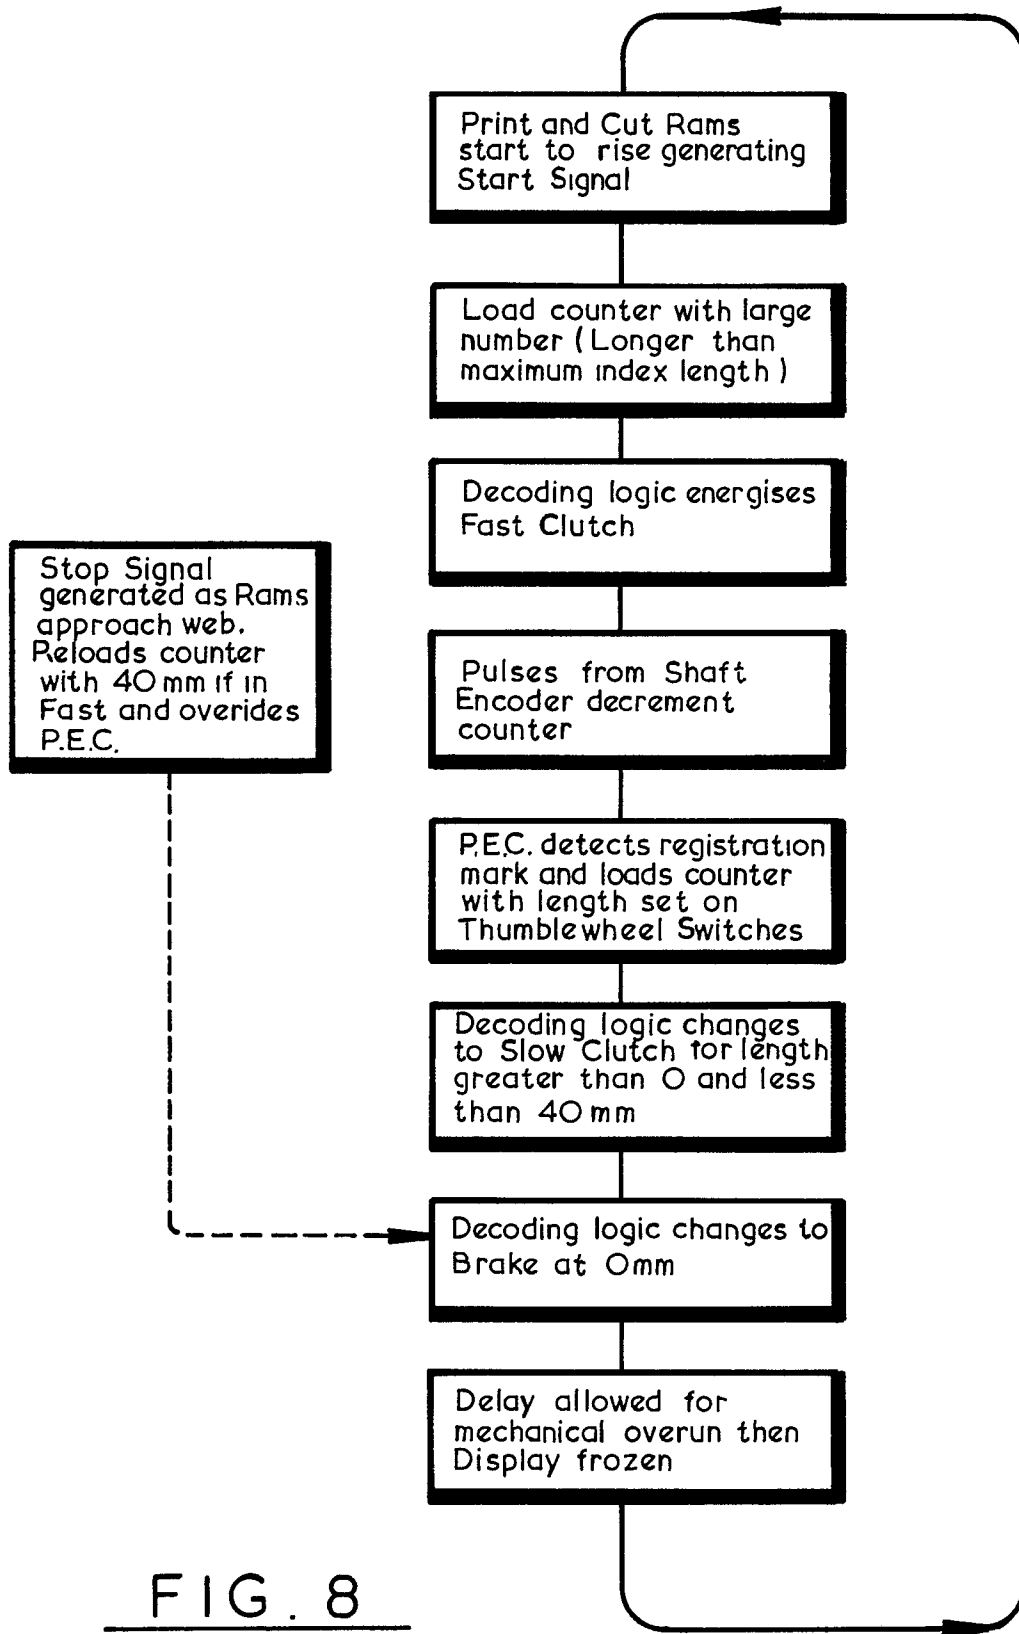 Print and Cut Rams
start to rise generating
Start Signal
Load counter with large
number (Longer than
maximum index length)
Decoding logic energises
Fast Clutch
Stop Signal
generated as Rams
approach web.
Reloads counter
with 40mm if in
Fast and overides
P.E.C.
Pulses from Shaft
Encoder decrement
counter
P.E.C. detects registration
mark and loads counter
with length set on
Thumblewheel Switches
Decoding logic changes
to Slow Clutch for length
greater than 0 and less
than 40mm
Decoding logic changes to
Brake at 0mm
Delay allowed for
mechanical overun then
Display frozen
FIG. 8